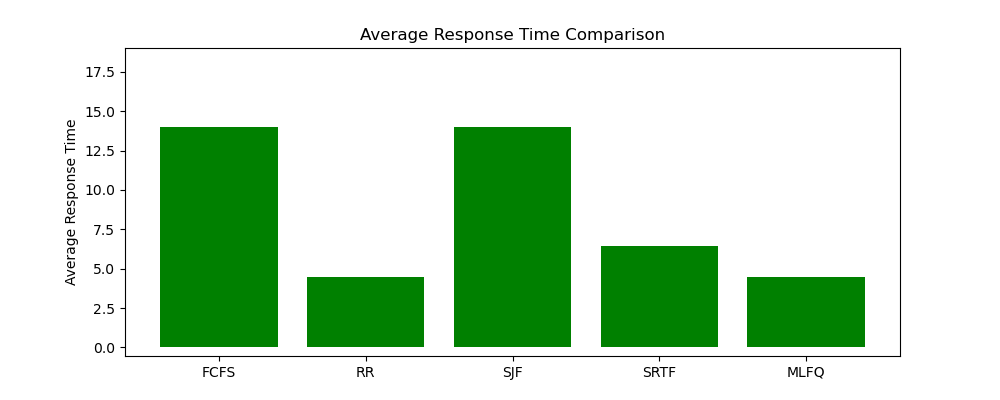 Average Response Time Comparison
Average Response Time
17.5
15.0
12.5
10.0
7.5
5.0
2.5
0.0
FCFS RR SJF SRTF MLFQ